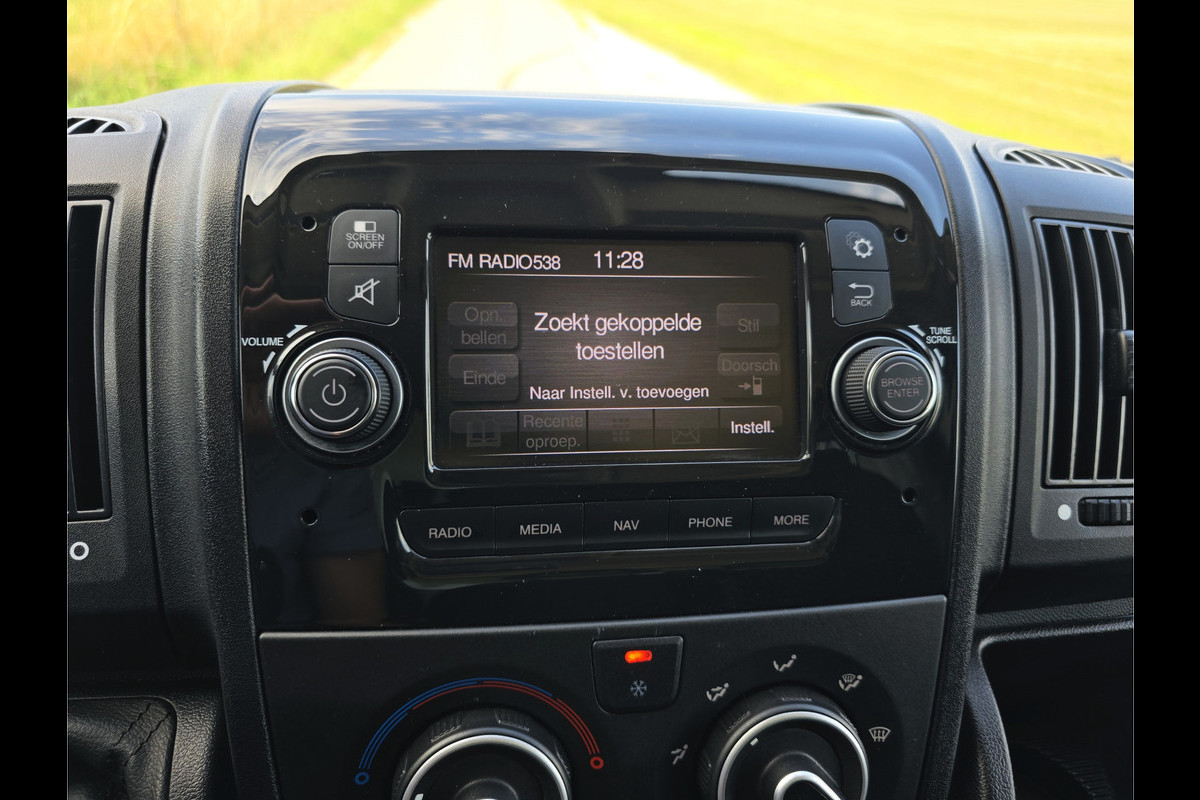 SCREEN
ON/OFF
FM RADIO538 11:28
BACK
VOLUME
TUNE
SCROLL
Opn.
bellen
Zoekt gekoppelde
toestellen
Stil
Einde
Doorsch
Naar Instell. v. toevoegen
BROWSE
ENTER
Recente
oproep.
Instell.
RADIO
MEDIA
NAV
PHONE
MORE